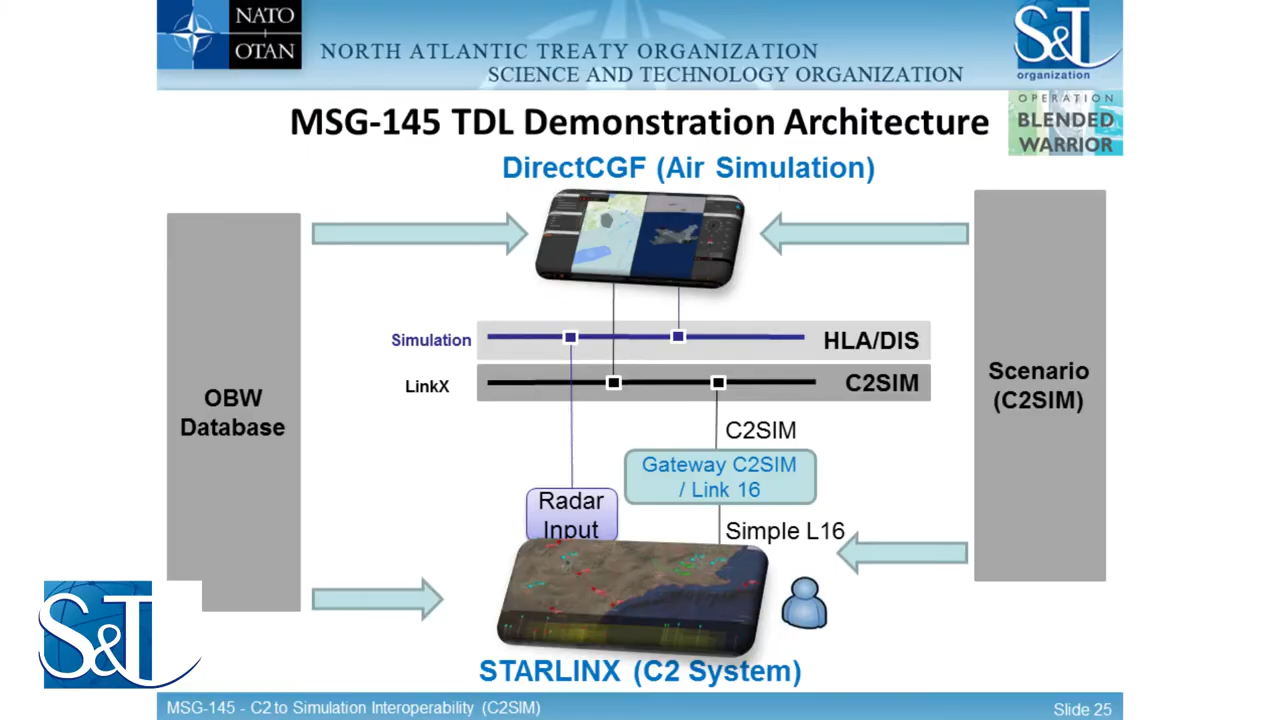 NATO
OTAN
NORTH ATLANTIC TREATY ORGANIZATION
SCIENCE AND TECHNOLOGY ORGANIZATION
S&T
organization
OPERATION
BLENDED
WARRIOR
MSG-145 TDL Demonstration Architecture
DirectCGF (Air Simulation)
Simulation
HLA/DIS
LinkX
C2SIM
OBW
Database
Scenario
(C2SIM)
C2SIM
Gateway C2SIM
/ Link 16
Radar
Input
Simple L16
S&T
STARLINX (C2 System)
MSG-145 - C2 to Simulation Interoperability (C2SIM)
Slide 25